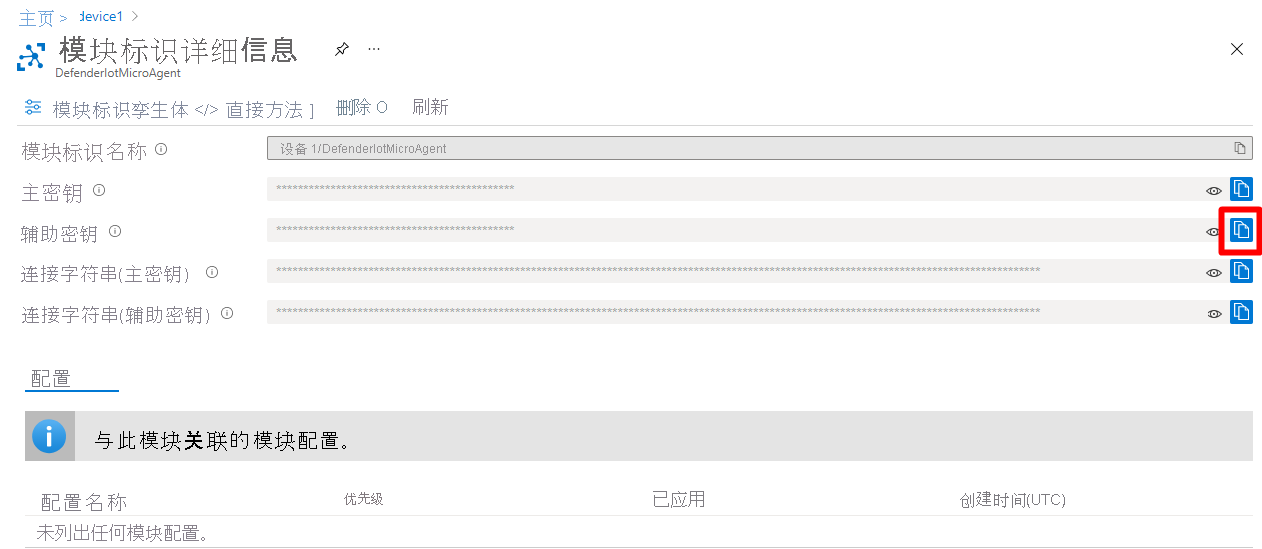 主页 > device1 >
模块标识详细信息 ...
DefenderIotMicroAgent
模块标识孪生体 </> 直接方法 ] 删除 O 刷新
模块标识名称 设备 1/DefenderIotMicroAgent
主密钥 ********************************************
辅助密钥 ********************************************
连接字符串(主密钥) **********************************************************************************************************************************************
连接字符串(辅助密钥) **********************************************************************************************************************************************
配置
与此模块关联的模块配置。
配置名称 优先级 已应用 创建时间(UTC)
未列出任何模块配置。